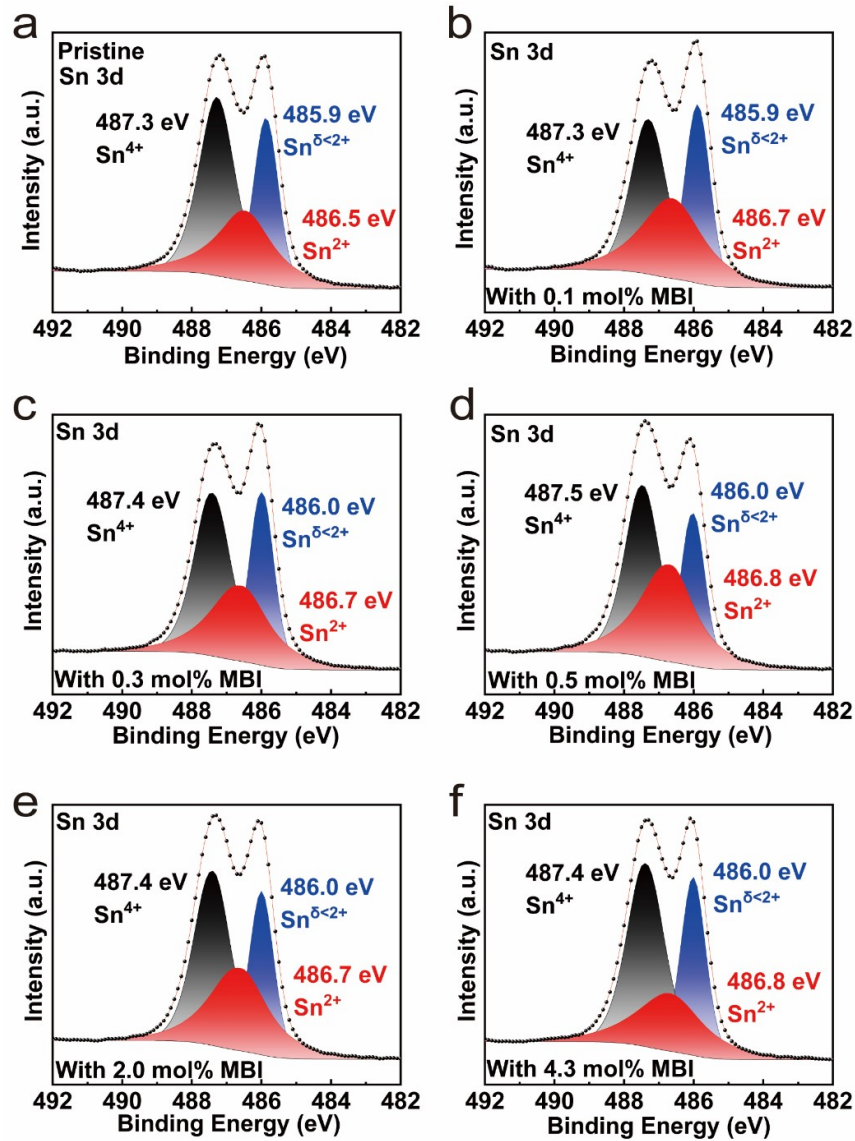 a
Pristine
Sn 3d
487.3 eV
Sn⁴⁺
485.9 eV
Sn^δ<2+
486.5 eV
Sn²⁺
Intensity (a.u.)
492 490 488 486 484 482
Binding Energy (eV)
b
Sn 3d
487.3 eV
Sn⁴⁺
485.9 eV
Sn^δ<2+
486.7 eV
Sn²⁺
With 0.1 mol% MBI
Intensity (a.u.)
492 490 488 486 484 482
Binding Energy (eV)
c
Sn 3d
487.4 eV
Sn⁴⁺
486.0 eV
Sn^δ<2+
486.7 eV
Sn²⁺
With 0.3 mol% MBI
Intensity (a.u.)
492 490 488 486 484 482
Binding Energy (eV)
d
Sn 3d
487.5 eV
Sn⁴⁺
486.0 eV
Sn^δ<2+
486.8 eV
Sn²⁺
With 0.5 mol% MBI
Intensity (a.u.)
492 490 488 486 484 482
Binding Energy (eV)
e
Sn 3d
487.4 eV
Sn⁴⁺
486.0 eV
Sn^δ<2+
486.7 eV
Sn²⁺
With 2.0 mol% MBI
Intensity (a.u.)
492 490 488 486 484 482
Binding Energy (eV)
f
Sn 3d
487.4 eV
Sn⁴⁺
486.0 eV
Sn^δ<2+
486.8 eV
Sn²⁺
With 4.3 mol% MBI
Intensity (a.u.)
492 490 488 486 484 482
Binding Energy (eV)